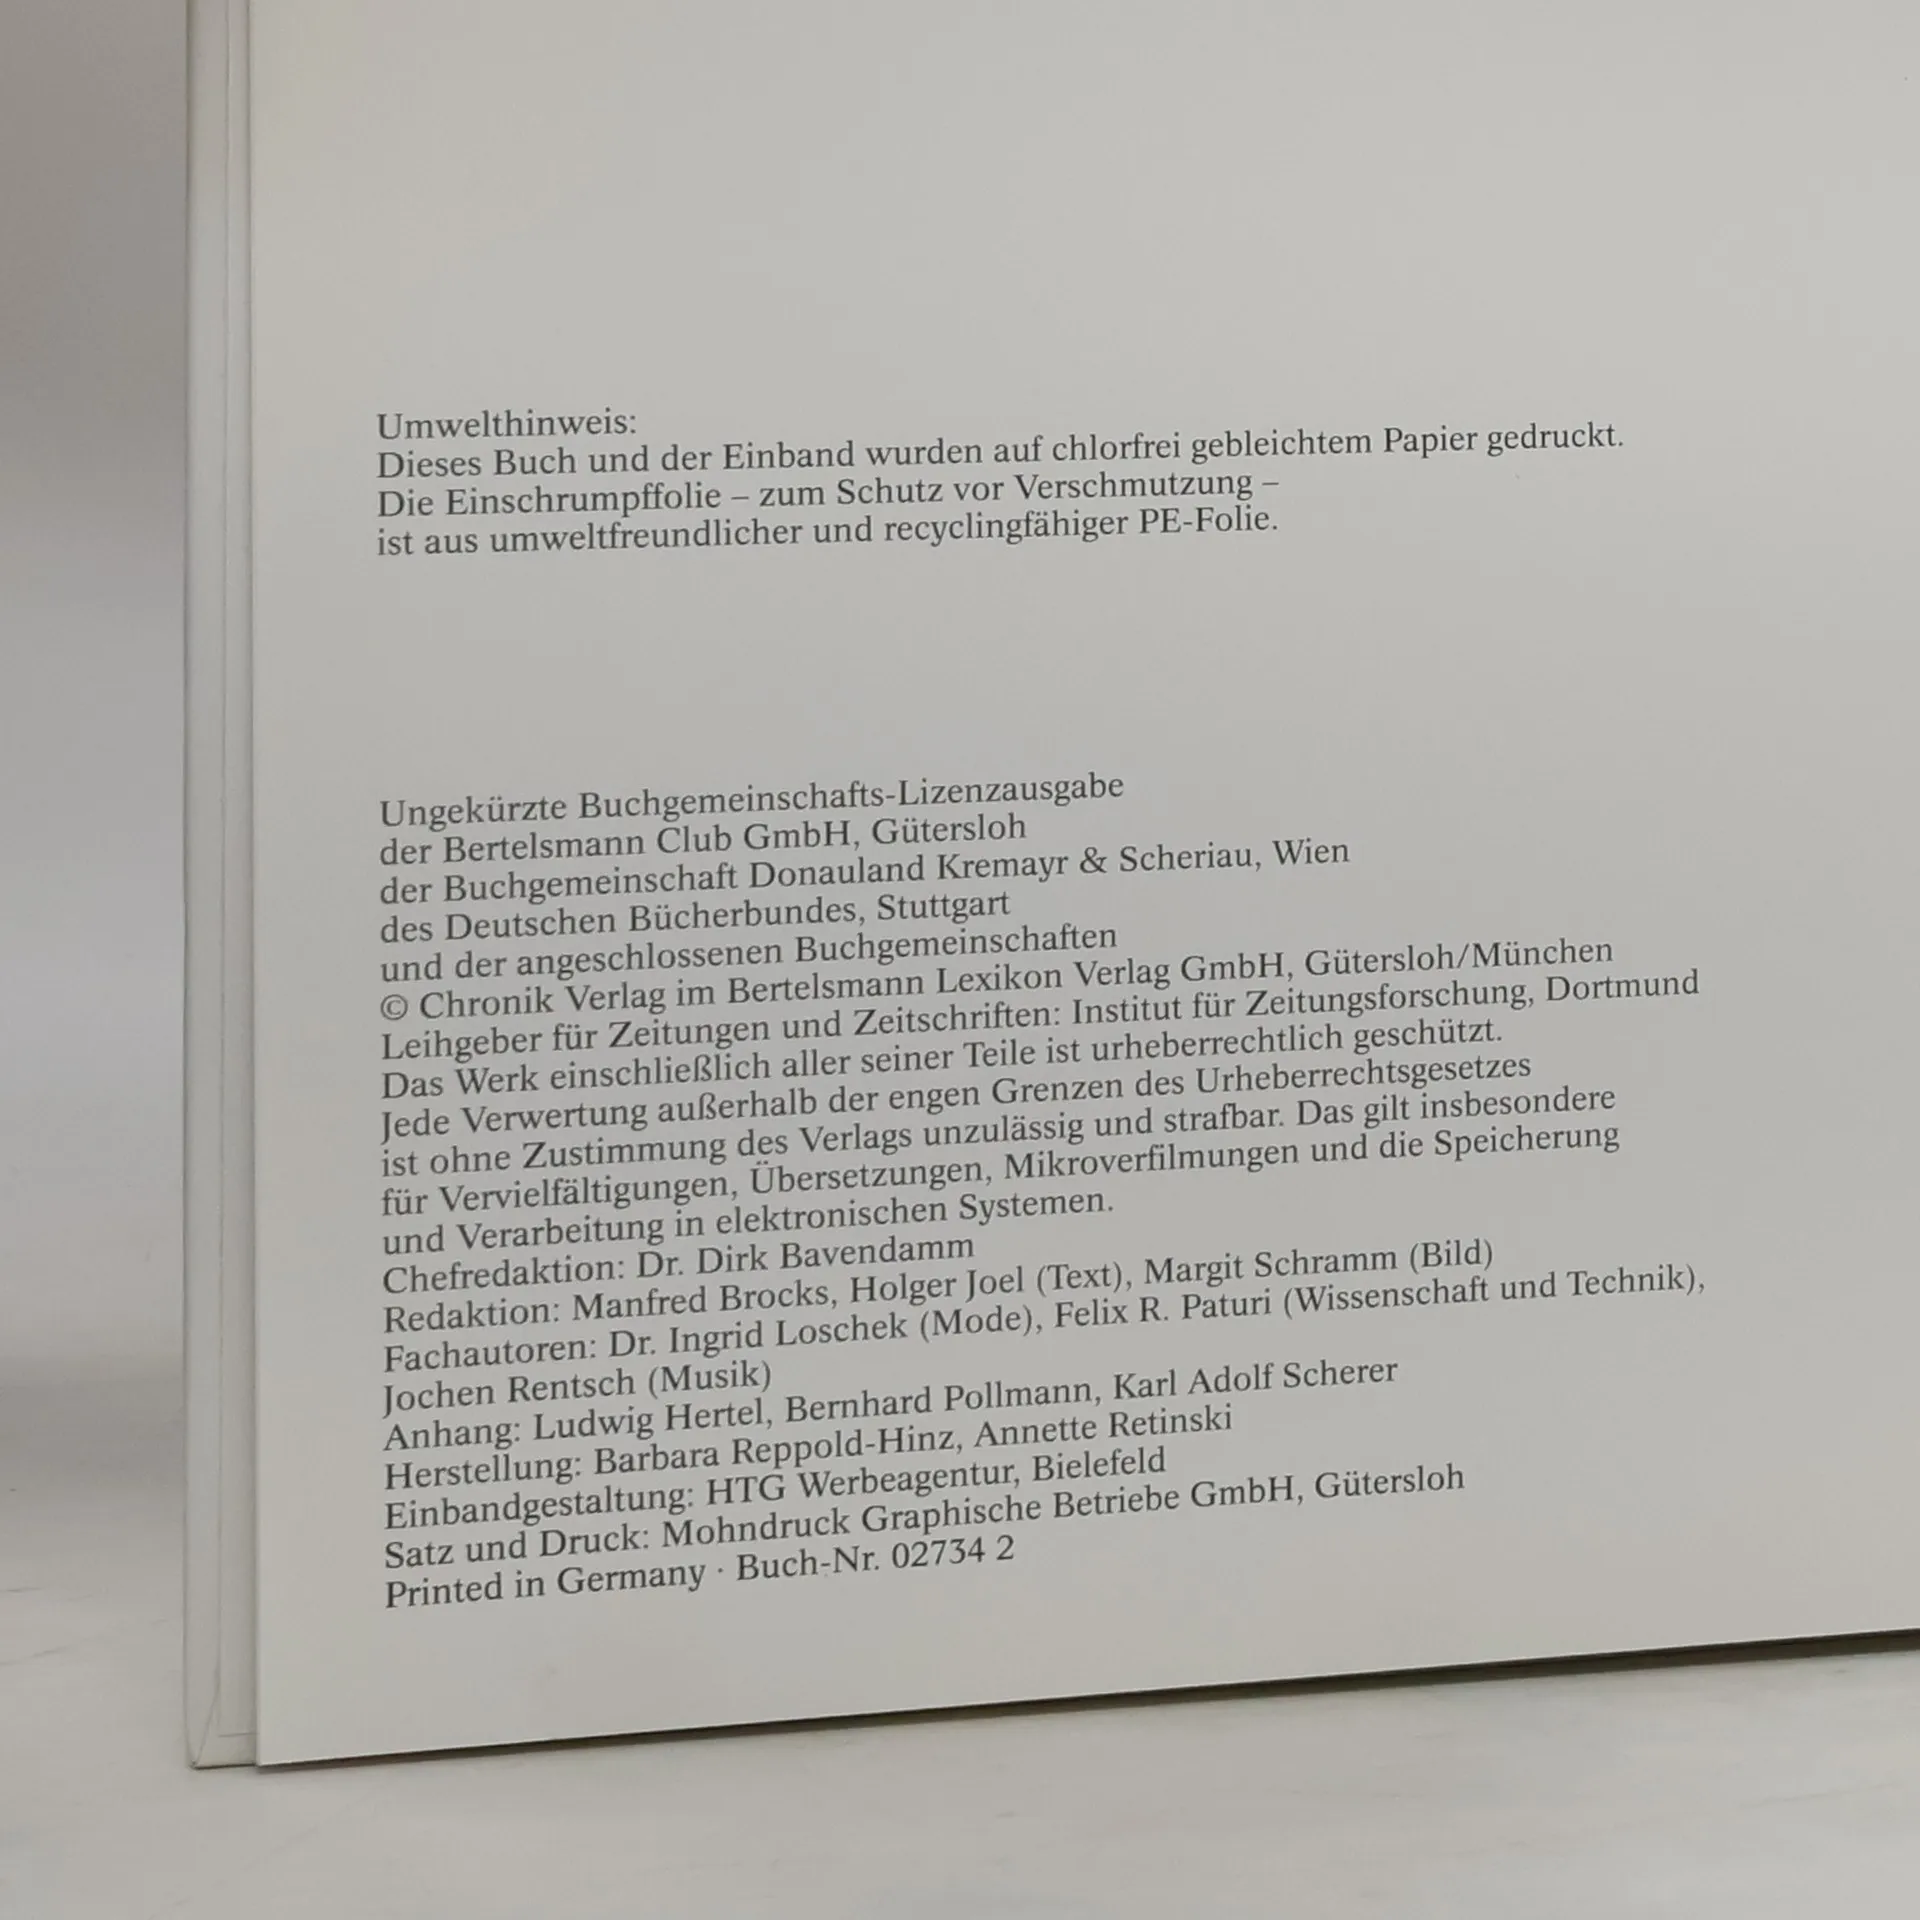 Umwelthinweis:
Dieses Buch und der Einband wurden auf chlorfrei gebleichtem Papier gedruckt.
Die Einschrumpffolie – zum Schutz vor Verschmutzung –
ist aus umweltfreundlicher und recyclingfähiger PE-Folie.
Ungekürzte Buchgemeinschafts-Lizenzausgabe
der Bertelsmann Club GmbH, Gütersloh
der Buchgemeinschaft Donauland Kremayr & Scheriau, Wien
des Deutschen Bücherbundes, Stuttgart
und der angeschlossenen Buchgemeinschaften
© Chronik Verlag im Bertelsmann Lexikon Verlag GmbH, Gütersloh/München
Leihgeber für Zeitungen und Zeitschriften: Institut für Zeitungsforschung, Dortmund
Das Werk einschließlich aller seiner Teile ist urheberrechtlich geschützt.
Jede Verwertung außerhalb der engen Grenzen des Urheberrechtsgesetzes
ist ohne Zustimmung des Verlags unzulässig und strafbar. Das gilt insbesondere
für Vervielfältigungen, Übersetzungen, Mikroverfilmungen und die Speicherung
und Verarbeitung in elektronischen Systemen.
Chefredaktion: Dr. Dirk Bavendamm
Redaktion: Manfred Brocks, Holger Joel (Text), Margit Schramm (Bild)
Fachautoren: Dr. Ingrid Loschek (Mode), Felix R. Paturi (Wissenschaft und Technik),
Jochen Rentsch (Musik)
Anhang: Ludwig Hertel, Bernhard Pollmann, Karl Adolf Scherer
Herstellung: Barbara Reppold-Hinz, Annette Retinski
Einbandgestaltung: HTG Werbeagentur, Bielefeld
Satz und Druck: Mohndruck Graphische Betriebe GmbH, Gütersloh
Printed in Germany · Buch-Nr. 02734 2